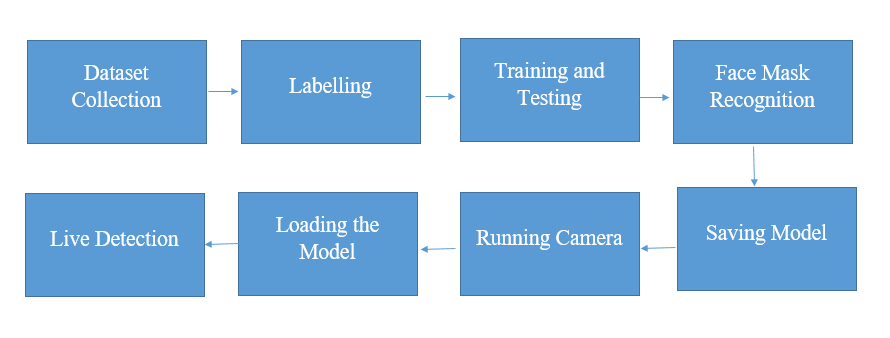 Dataset
Collection
Labelling
Training and
Testing
Face Mask
Recognition
Saving Model
Running Camera
Loading the
Model
Live Detection